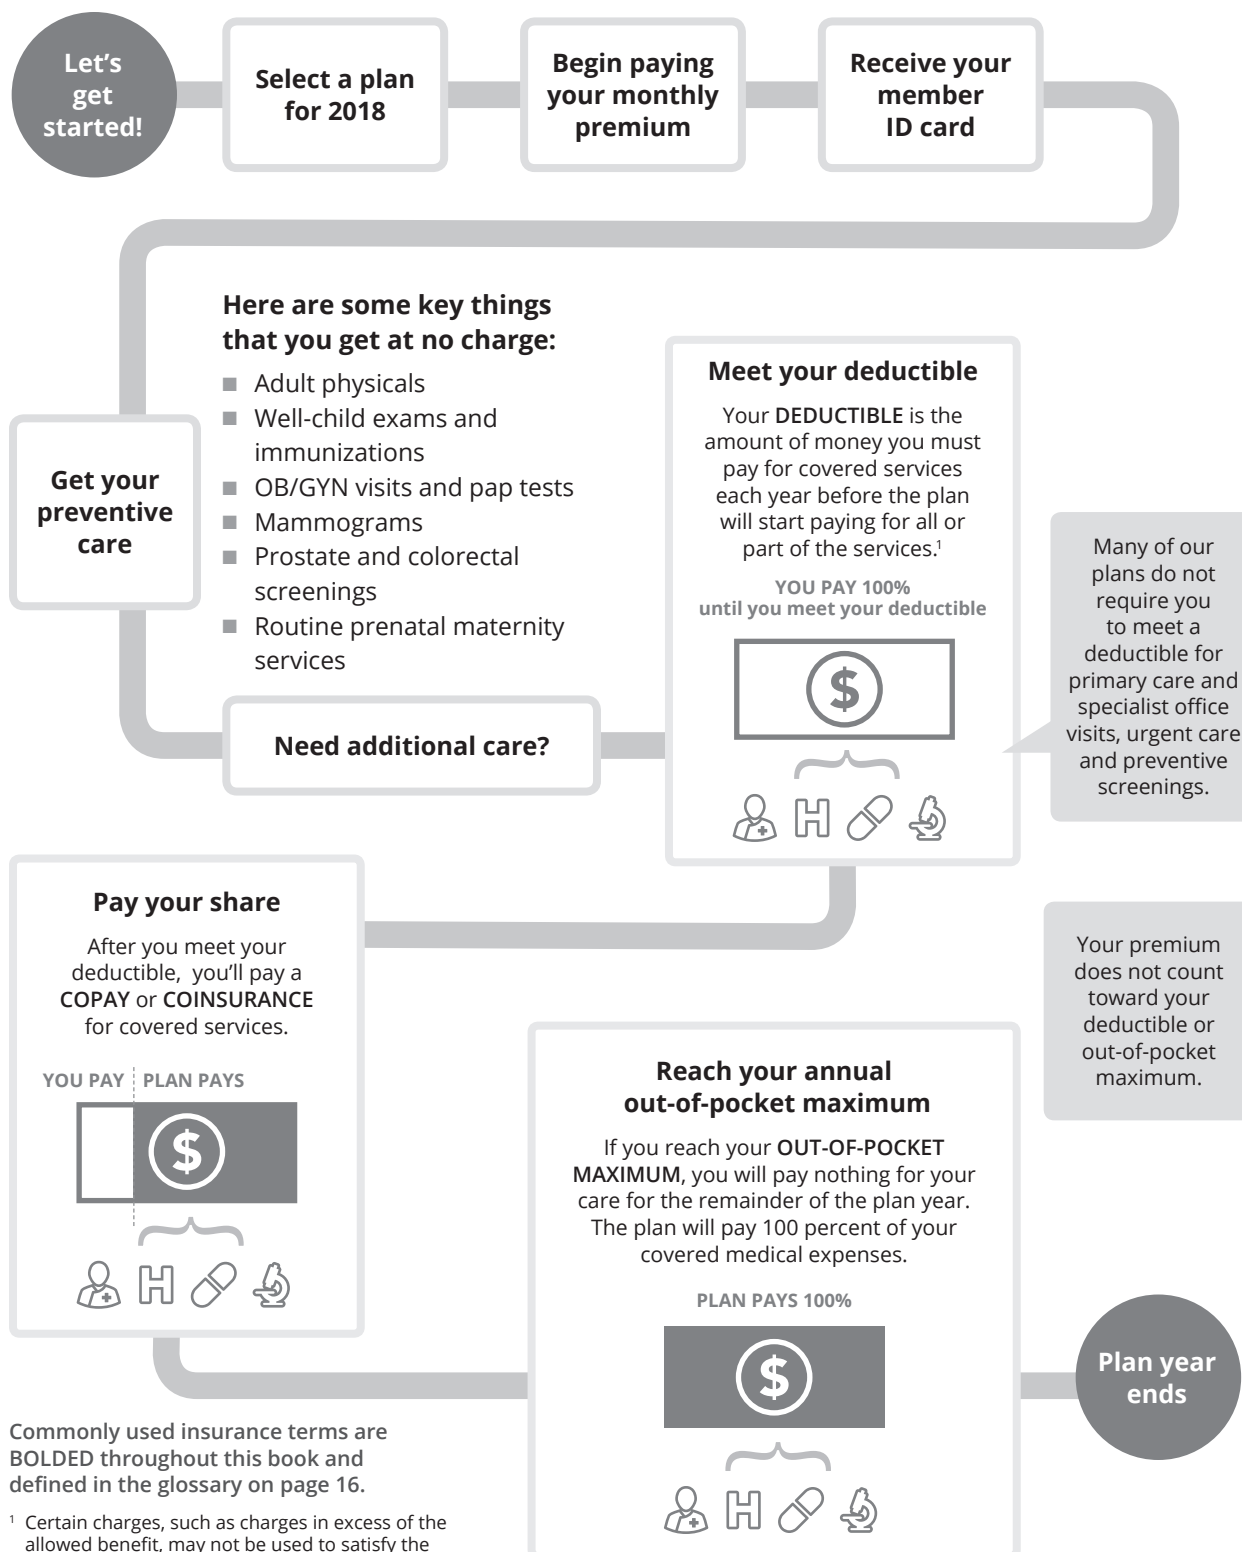 Let's
get
started!
Select a plan
for 2018
Begin paying
your monthly
premium
Receive your
member
ID card
Here are some key things
that you get at no charge:
■ Adult physicals
■ Well-child exams and
immunizations
■ OB/GYN visits and pap tests
■ Mammograms
■ Prostate and colorectal
screenings
■ Routine prenatal maternity
services
Get your
preventive
care
Need additional care?
Meet your deductible
Your DEDUCTIBLE is the
amount of money you must
pay for covered services
each year before the plan
will start paying for all or
part of the services.¹
YOU PAY 100%
until you meet your deductible
$
H
Many of our
plans do not
require you
to meet a
deductible for
primary care and
specialist office
visits, urgent care
and preventive
screenings.
Pay your share
After you meet your
deductible, you'll pay a
COPAY or COINSURANCE
for covered services.
YOU PAY PLAN PAYS
$
H
Your premium
does not count
toward your
deductible or
out-of-pocket
maximum.
Reach your annual
out-of-pocket maximum
If you reach your OUT-OF-POCKET
MAXIMUM, you will pay nothing for your
care for the remainder of the plan year.
The plan will pay 100 percent of your
covered medical expenses.
PLAN PAYS 100%
$
H
Plan year
ends
Commonly used insurance terms are
BOLDED throughout this book and
defined in the glossary on page 16.
¹ Certain charges, such as charges in excess of the
allowed benefit, may not be used to satisfy the